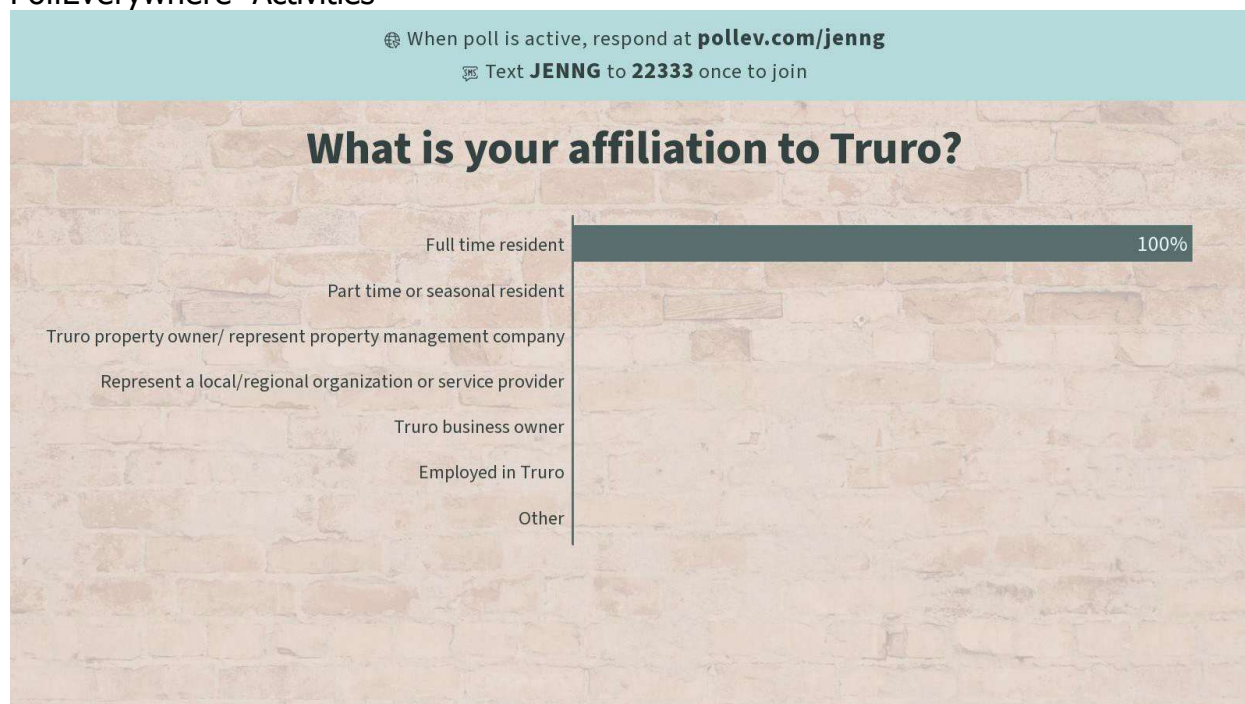 PollEverywhere Activities
When poll is active, respond at pollev.com/jenng
SMS Text JENNG to 22333 once to join
What is your affiliation to Truro?
Full time resident 100%
Part time or seasonal resident
Truro property owner/ represent property management company
Represent a local/regional organization or service provider
Truro business owner
Employed in Truro
Other